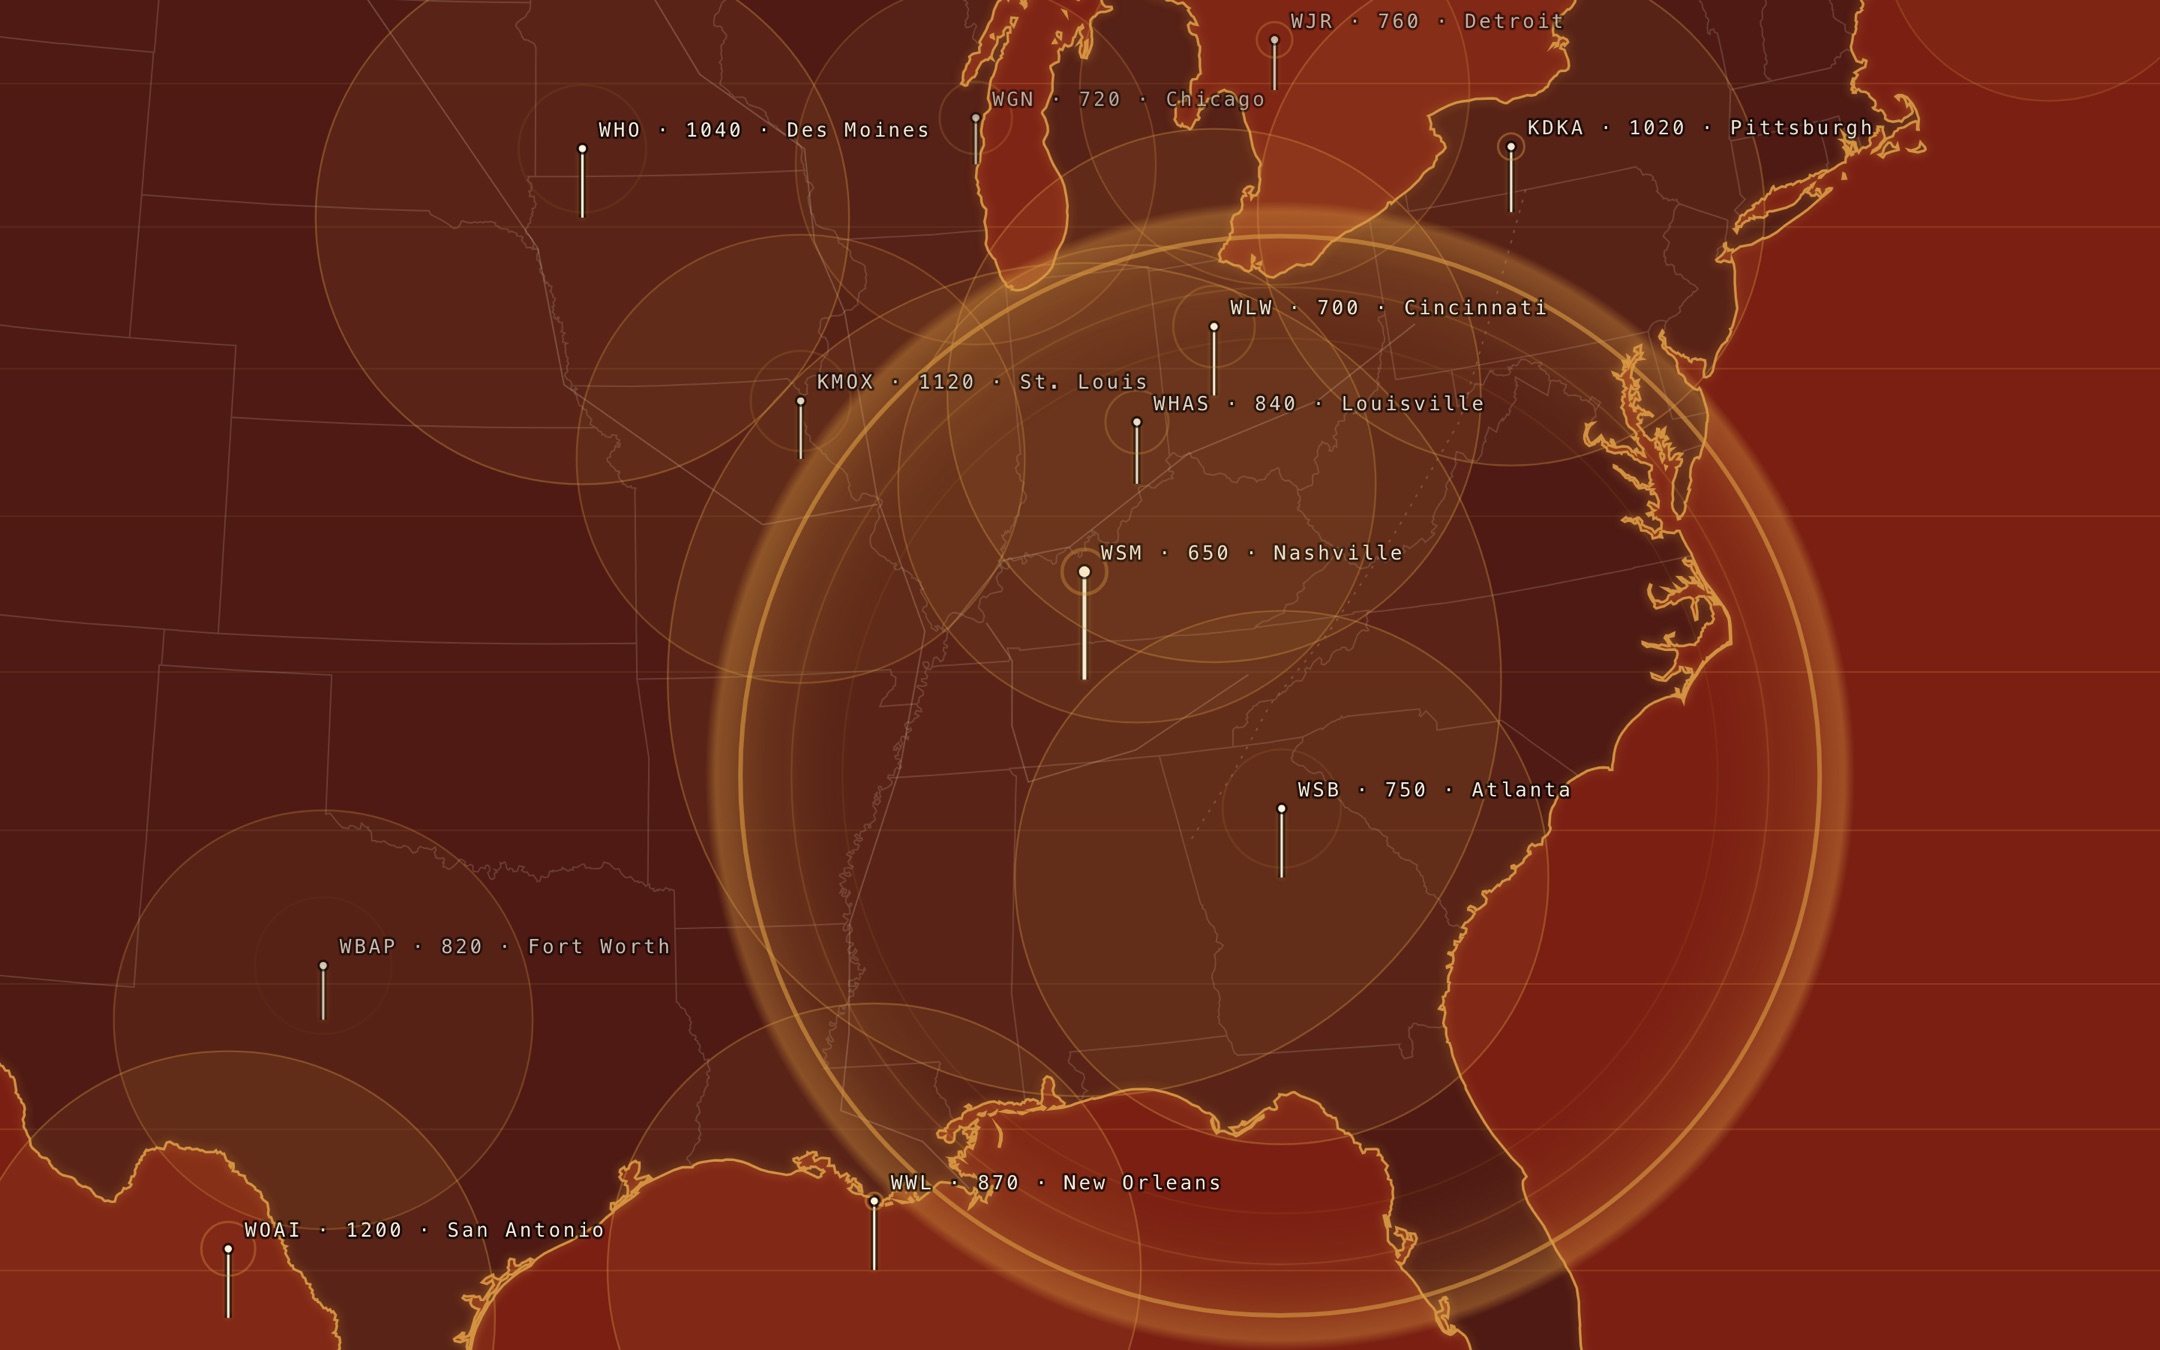 WJR · 760 · Detroit
WGN · 720 · Chicago
WHO · 1040 · Des Moines
KDKA · 1020 · Pittsburgh
WLW · 700 · Cincinnati
KMOX · 1120 · St. Louis
WHAS · 840 · Louisville
WSM · 650 · Nashville
WSB · 750 · Atlanta
WBAP · 820 · Fort Worth
WWL · 870 · New Orleans
WOAI · 1200 · San Antonio